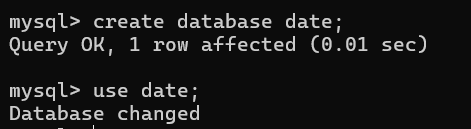 mysql> create database date;
Query OK, 1 row affected (0.01 sec)
mysql> use date;
Database changed